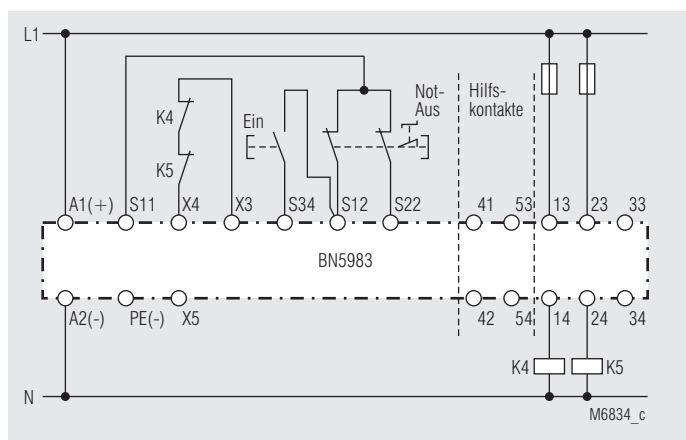 L1
Not-
Aus
Hilfs-
kontakte
K4
Ein
K5
A1(+) S11 X4 X3 S34 S12 S22 41 53 13 23 33
BN5983
A2(-) PE(-) X5 42 54 14 24 34
K4 K5
N
M6834_c